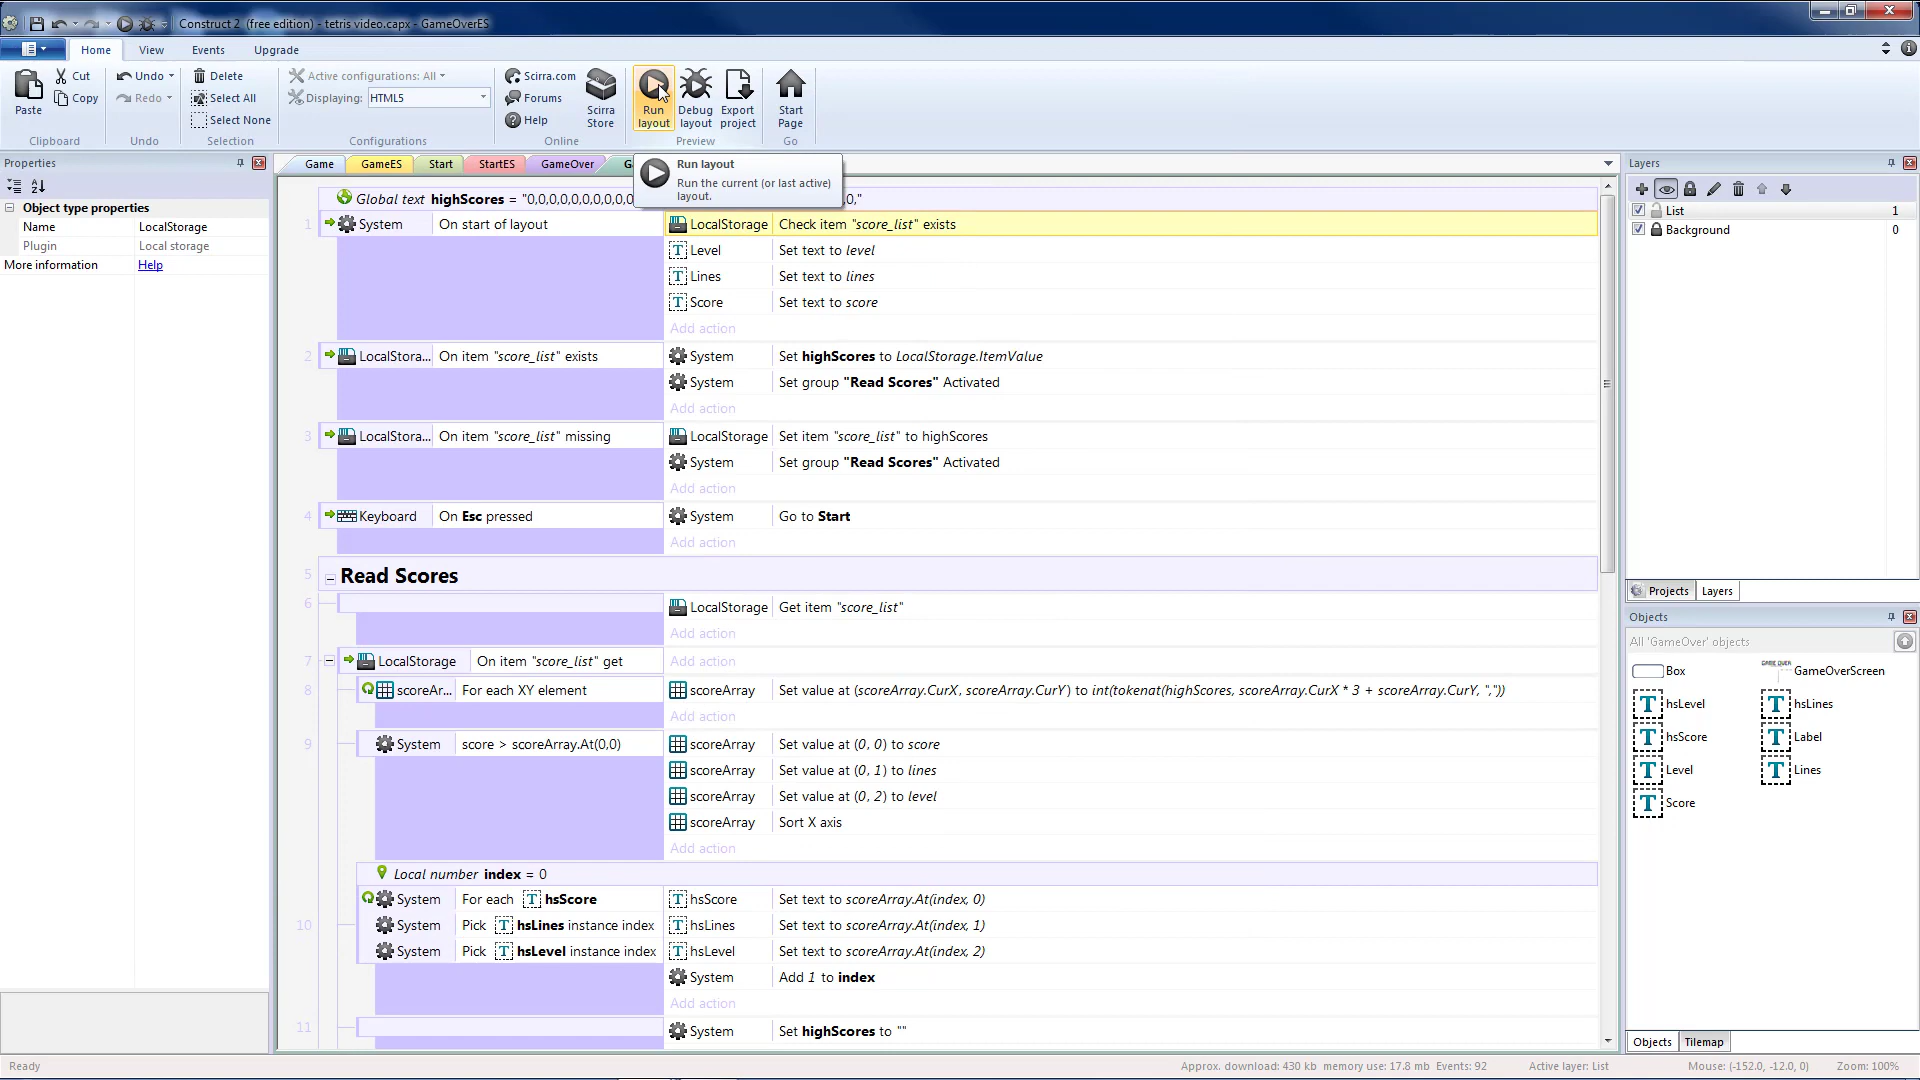 Construct 2 (free edition) - tetris video.capx - GameOverES
Home View Events Upgrade
Paste Cut Copy Clipboard
Undo Redo Undo
Delete Select All Select None Selection
Active configurations: All
Displaying: HTML5
Configurations
Scirra.com Forums Help Scirra Store Online
Run layout Debug layout Export project Preview
Start Page Go
Properties
Object type properties
Name LocalStorage
Plugin Local storage
More information Help
Game GameES Start StartES GameOver
Run layout
Run the current (or last active) layout.
Global text highScores = "0,0,0,0,0,0,0,0,0,0
1 System On start of layout LocalStorage Check item "score_list" exists
Level Set text to level
Lines Set text to lines
Score Set text to score
Add action
2 LocalStora... On item "score_list" exists System Set highScores to LocalStorage.ItemValue
System Set group "Read Scores" Activated
Add action
3 LocalStora... On item "score_list" missing LocalStorage Set item "score_list" to highScores
System Set group "Read Scores" Activated
Add action
4 Keyboard On Esc pressed System Go to Start
Add action
5 Read Scores
6 LocalStorage Get item "score_list"
Add action
7 LocalStorage On item "score_list" get Add action
8 scoreAr... For each XY element scoreArray Set value at (scoreArray.CurX, scoreArray.CurY) to int(tokenat(highScores, scoreArray.CurX * 3 + scoreArray.CurY, ","))
Add action
9 System score > scoreArray.At(0,0) scoreArray Set value at (0, 0) to score
scoreArray Set value at (0, 1) to lines
scoreArray Set value at (0, 2) to level
scoreArray Sort X axis
Add action
Local number index = 0
System For each T hsScore T hsScore Set text to scoreArray.At(index, 0)
10 System Pick T hsLines instance index T hsLines Set text to scoreArray.At(index, 1)
System Pick T hsLevel instance index T hsLevel Set text to scoreArray.At(index, 2)
System Add 1 to index
Add action
11 System Set highScores to ""
Layers
List 1
Background 0
Projects Layers
Objects
All 'GameOver' objects
Box GAME OVER GameOverScreen
T hsLevel T hsLines
T hsScore T Label
T Level T Lines
T Score
Objects Tilemap
Ready Approx. download: 430 kb memory use: 17.8 mb Events: 92 Active layer: List Mouse: (-152.0, -12.0, 0) Zoom: 100%